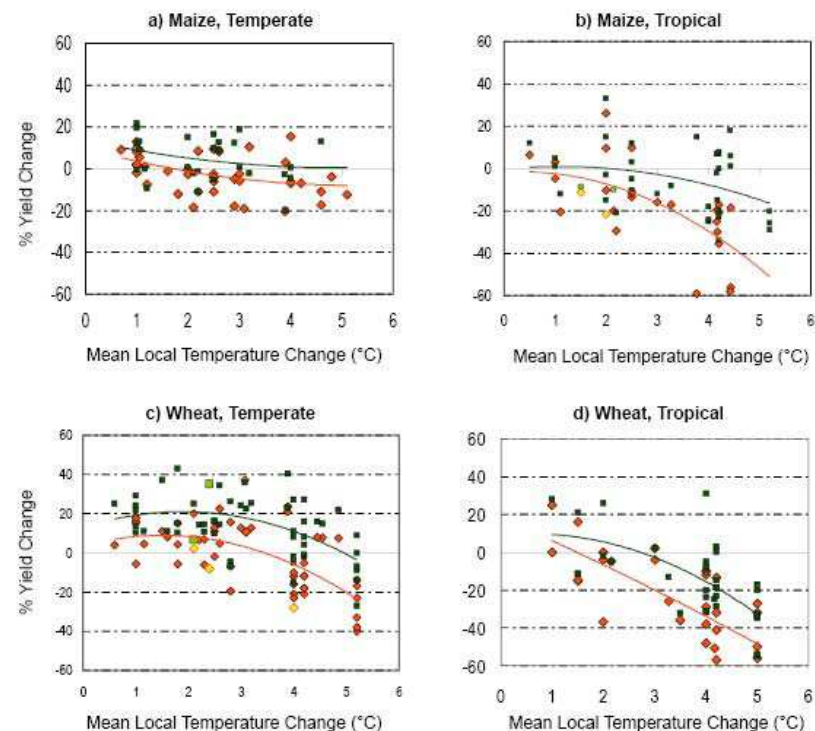 a) Maize, Temperate
60
40
20
0
-20
-40
-60
% Yield Change
0 1 2 3 4 5 6
Mean Local Temperature Change (°C)
b) Maize, Tropical
60
40
20
0
-20
-40
-60
% Yield Change
0 1 2 3 4 5 6
Mean Local Temperature Change (°C)
c) Wheat, Temperate
60
40
20
0
-20
-40
-60
% Yield Change
0 1 2 3 4 5 6
Mean Local Temperature Change (°C)
d) Wheat, Tropical
60
40
20
0
-20
-40
-60
% Yield Change
0 1 2 3 4 5 6
Mean Local Temperature Change (°C)